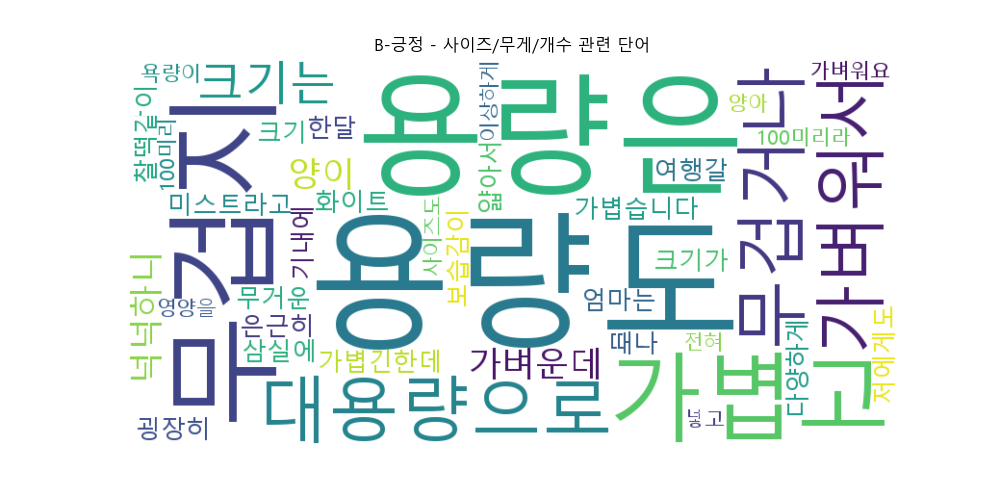 B-긍정 - 사이즈/무게/개수 관련 단어
욕량이
크기는
용량은
이상하게
무겁거나
가벼워요
양아
100미리라
가벼워서
찰떡같이
100미리
무겁지
크기
한달
양이
얇아서
여행갈
미스트라고
화이트
가볍습니다
기내에
사이즈도
보습감이
용량도
크기가
넉넉하니
영양을
무거운
은근히
삼실에
엄마는
때나
전혀
다양하게
저에게도
가볍긴한데
가벼운데
가볍고
굉장히
대용량으로
넣고